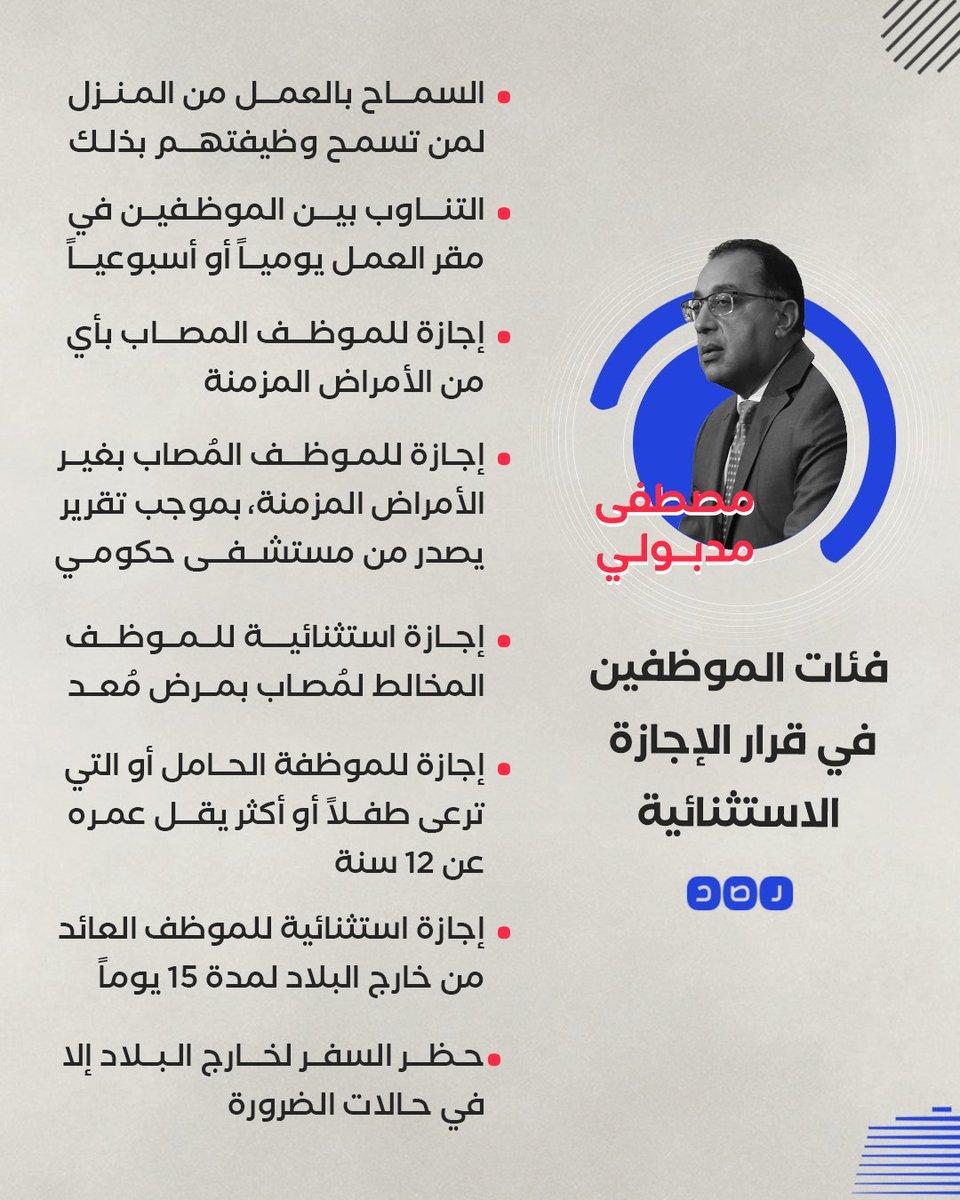 مصطفى
مدبولي
فئات الموظفين
في قرار الإجازة
الاستثنائية
رصد
السماح بالعمل من المنزل
لمن تسمح وظيفتهم بذلك
التناوب بين الموظفين في
مقر العمل يومياً أو أسبوعياً
إجازة للموظف المصاب بأي
من الأمراض المزمنة
إجازة للموظف المُصاب بغير
الأمراض المزمنة، بموجب تقرير
يصدر من مستشفى حكومي
إجازة استثنائية للموظف
المخالط لمُصاب بمرض مُعد
إجازة للموظفة الحامل أو التي
ترعى طفلاً أو أكثر يقل عمره
عن 12 سنة
إجازة استثنائية للموظف العائد
من خارج البلاد لمدة 15 يوماً
حظر السفر لخارج البلاد إلا
في حالات الضرورة